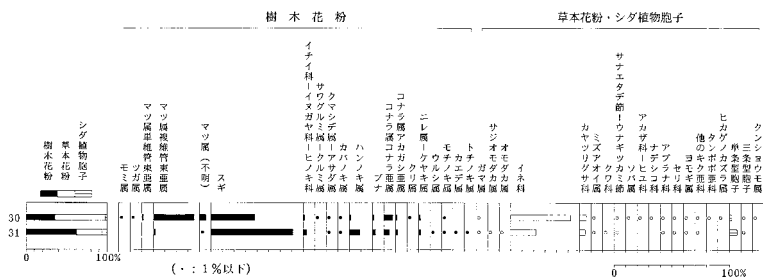 樹木花粉
草本花粉・シダ植物胞子
樹木花粉
草本花粉
シダ植物胞子
モミ属
ツガ属
マツ属単維管束亜属
マツ属複維管束亜属
マツ属(不明)
スギ
イチイ科-イヌガヤ科-ヒノキ科
サワグルミ属-クルミ属
クマシデ属-アサダ属
カバノキ属
ハンノキ属
ブナ
コナラ属コナラ亜属
コナラ属アカガシ亜属
クリ属
ニレ属-ケヤキ属
ウルシ属
モチノキ属
カエデ属
トチノキ属
ガマ属
サジオモダカ属
オモダカ属
イネ科
カヤツリグサ科
ミズアオイ属
クワ科
サナエタデ節-ウナギツカミ節
ソバ属
アカザ科-ヒユ科
ナデシコ科
アブラナ科
セリ科
ヨモギ属
他のキク亜科
タンポポ亜科
ヒカゲノカズラ属
単条型胞子
三条型胞子
クンショウモ属
30
31
0 100%
(・:1%以下)
0 100%